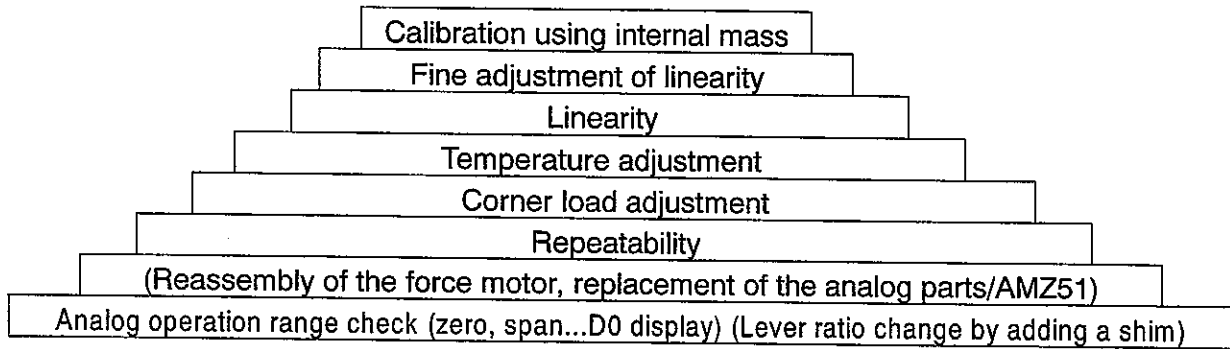 Calibration using internal mass
Fine adjustment of linearity
Linearity
Temperature adjustment
Corner load adjustment
Repeatability
(Reassembly of the force motor, replacement of the analog parts/AMZ51)
Analog operation range check (zero, span...D0 display) (Lever ratio change by adding a shim)